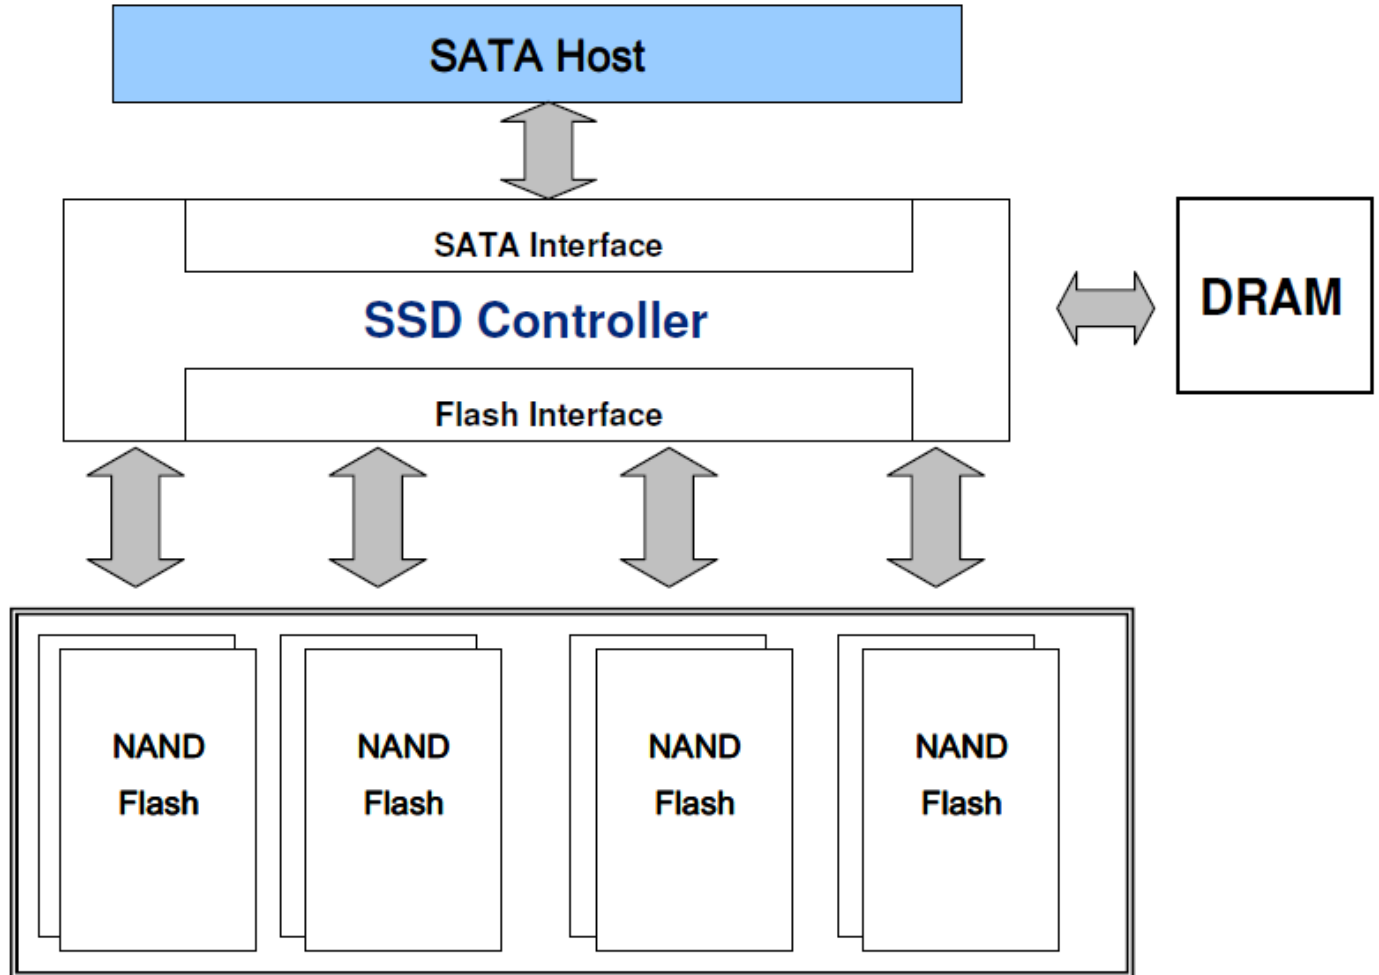 SATA Host
SATA Interface
SSD Controller
DRAM
Flash Interface
NAND
Flash
NAND
Flash
NAND
Flash
NAND
Flash